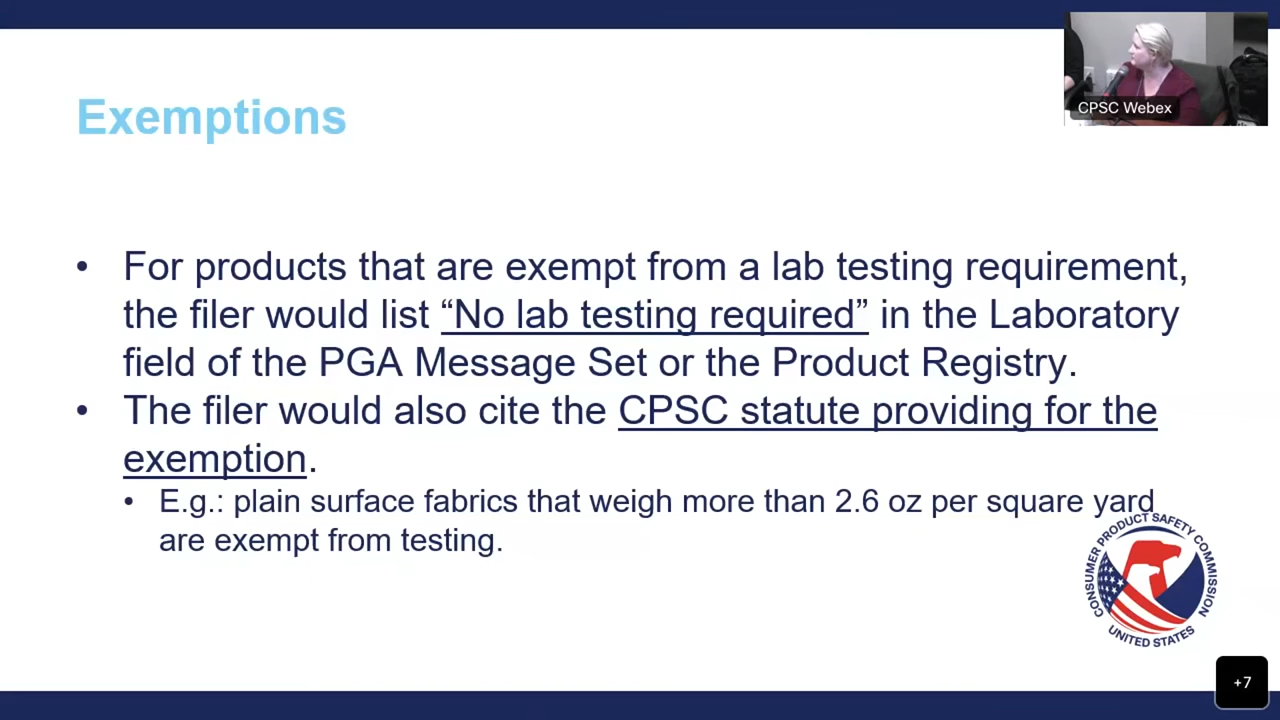 CPSC Webex
Exemptions
• For products that are exempt from a lab testing requirement,
the filer would list “No lab testing required” in the Laboratory
field of the PGA Message Set or the Product Registry.
• The filer would also cite the CPSC statute providing for the
exemption.
• E.g.: plain surface fabrics that weigh more than 2.6 oz per square yard
are exempt from testing.
CONSUMER PRODUCT SAFETY COMMISSION
UNITED STATES
+7